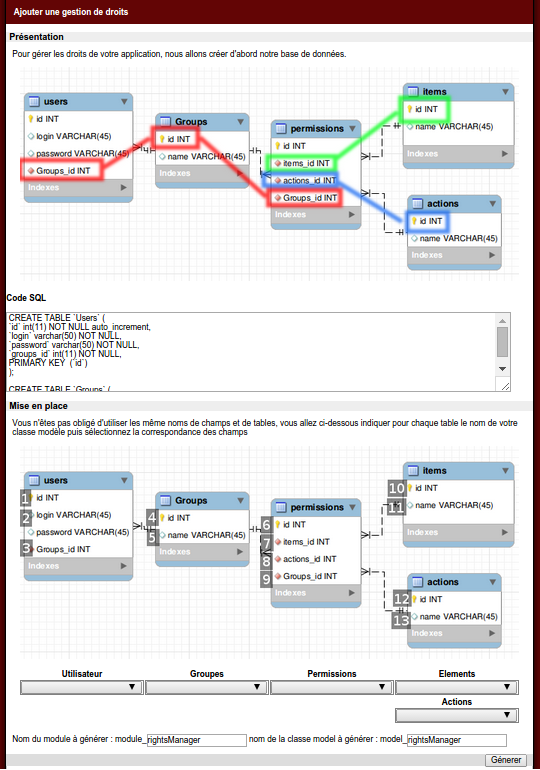 Ajouter une gestion de droits
Présentation
Pour gérer les droits de votre application, nous allons créer d'abord notre base de données.
users
id INT
login VARCHAR(45)
password VARCHAR(45)
Groups_id INT
Indexes
Groups
id INT
name VARCHAR(45)
Indexes
permissions
id INT
items_id INT
actions_id INT
Groups_id INT
Indexes
items
id INT
name VARCHAR(45)
Indexes
actions
id INT
name VARCHAR(45)
Indexes
Code SQL
CREATE TABLE `Users` (
`id` int(11) NOT NULL auto_increment,
`login` varchar(50) NOT NULL,
`password` varchar(50) NOT NULL,
`groups_id` int(11) NOT NULL,
PRIMARY KEY (`id`)
);
CREATE TABLE `Groups` (
Mise en place
Vous n'êtes pas obligé d'utiliser les même noms de champs et de tables, vous allez ci-dessous indiquer pour chaque table le nom de votre
classe modèle puis sélectionnez la correspondance des champs
users
1 id INT
2 login VARCHAR(45)
password VARCHAR(45)
3 Groups_id INT
Indexes
Groups
4 id INT
5 name VARCHAR(45)
Indexes
permissions
6 id INT
7 items_id INT
8 actions_id INT
9 Groups_id INT
Indexes
items
10 id INT
11 name VARCHAR(45)
Indexes
actions
12 id INT
13 name VARCHAR(45)
Indexes
Utilisateur Groupes Permissions Elements
Actions
Nom du module à générer : module_rightsManager nom de la classe model à générer : model_rightsManager
Génerer